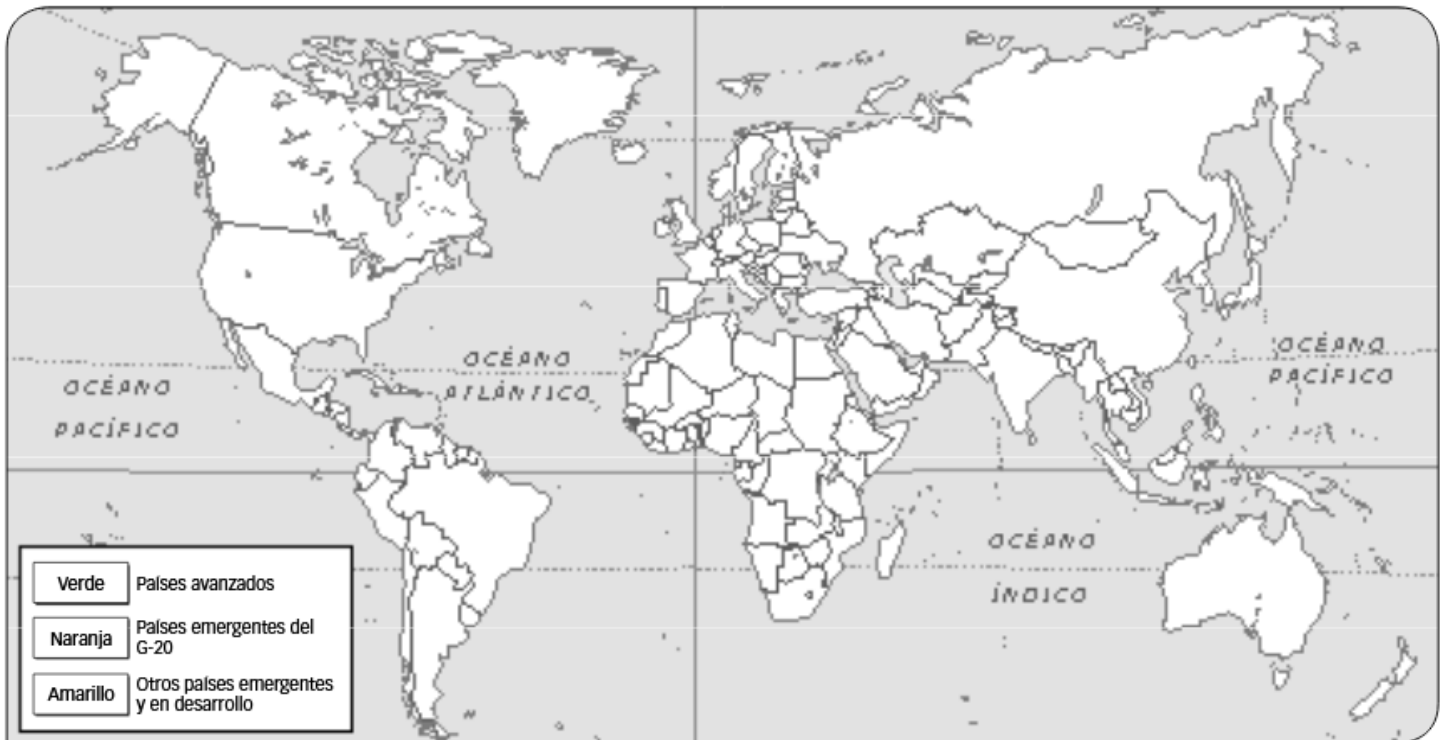 OCÉANO
PACÍFICO
OCÉANO
ATLÁNTICO
OCÉANO
PACÍFICO
OCÉANO
ÍNDICO
Verde Países avanzados
Naranja Países emergentes del
G-20
Amarillo Otros países emergentes
y en desarrollo